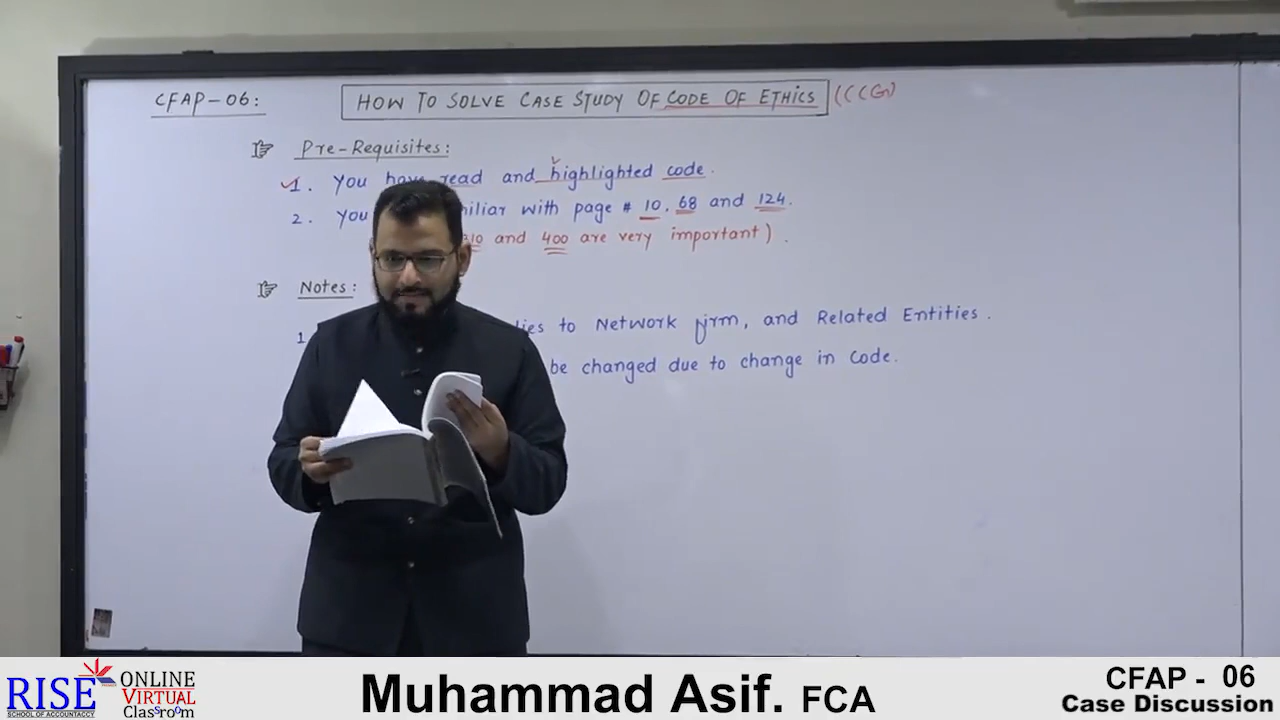 CFAP-06:
HOW TO SOLVE CASE STUDY OF CODE OF ETHICS (CCG)
Pre-Requisites:
1. You have read and highlighted code.
2. You with page # 10, 68 and 124.
310 and 400 are very important).
Notes:
1 to Network firm, and Related Entities.
be changed due to change in Code.
RISE
SCHOOL OF ACCOUNTANCY
ONLINE
VIRTUAL
Classroom
Muhammad Asif. FCA
CFAP - 06
Case Discussion